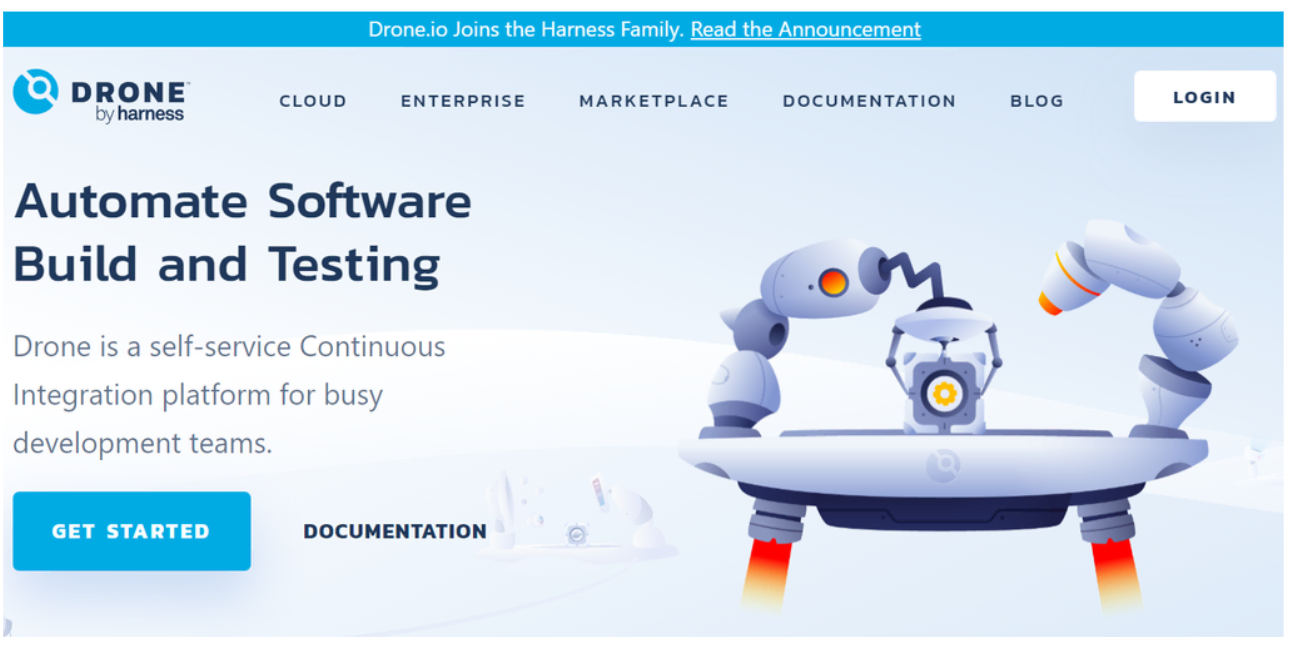 Drone.io Joins the Harness Family. Read the Announcement
DRONE™
by harness
CLOUD
ENTERPRISE
MARKETPLACE
DOCUMENTATION
BLOG
LOGIN
Automate Software
Build and Testing
Drone is a self-service Continuous
Integration platform for busy
development teams.
GET STARTED
DOCUMENTATION